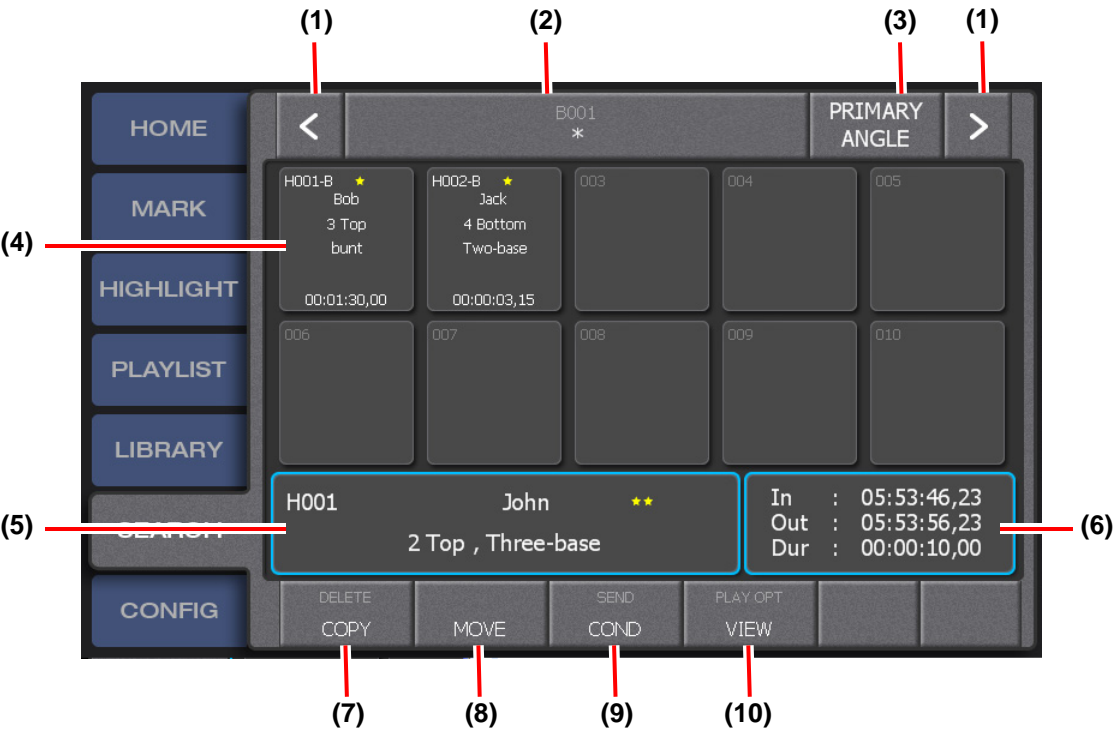 (1) (2) (3) (1)
HOME
MARK
HIGHLIGHT
PLAYLIST
LIBRARY
SEARCH
CONFIG
<
B001
*
PRIMARY
ANGLE
>
H001-B ★
Bob
3 Top
bunt
00:01:30,00
H002-B ★
Jack
4 Bottom
Two-base
00:00:03,15
003
004
005
006
007
008
009
010
(4)
(5)
H001 John ★★
2 Top , Three-base
In : 05:53:46,23
Out : 05:53:56,23
Dur : 00:00:10,00
(6)
DELETE
COPY
MOVE
SEND
COND
PLAY OPT
VIEW
(7) (8) (9) (10)